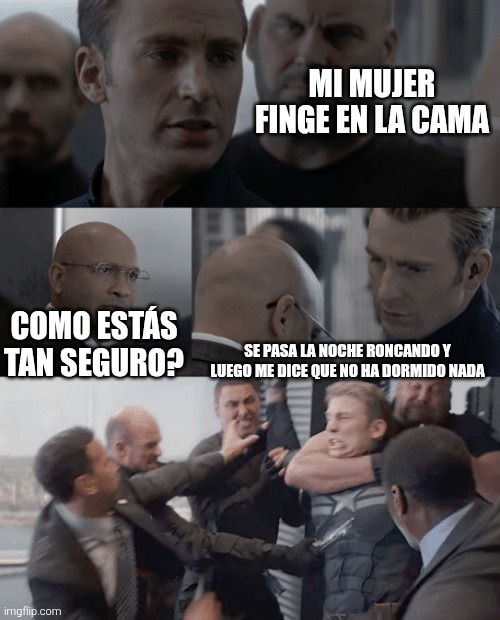 MI MUJER
FINGE EN LA CAMA
COMO ESTÁS
TAN SEGURO?
SE PASA LA NOCHE RONCANDO Y
LUEGO ME DICE QUE NO HA DORMIDO NADA
imgflip.com